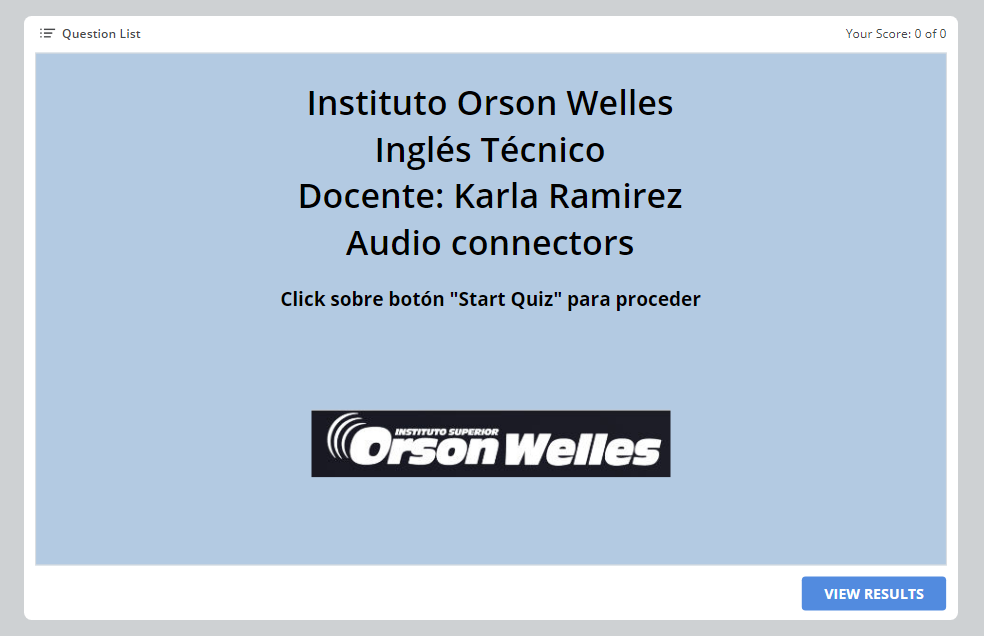 Question List
Your Score: 0 of 0
Instituto Orson Welles
Inglés Técnico
Docente: Karla Ramirez
Audio connectors
Click sobre botón "Start Quiz" para proceder
INSTITUTO SUPERIOR
Orson Welles
VIEW RESULTS